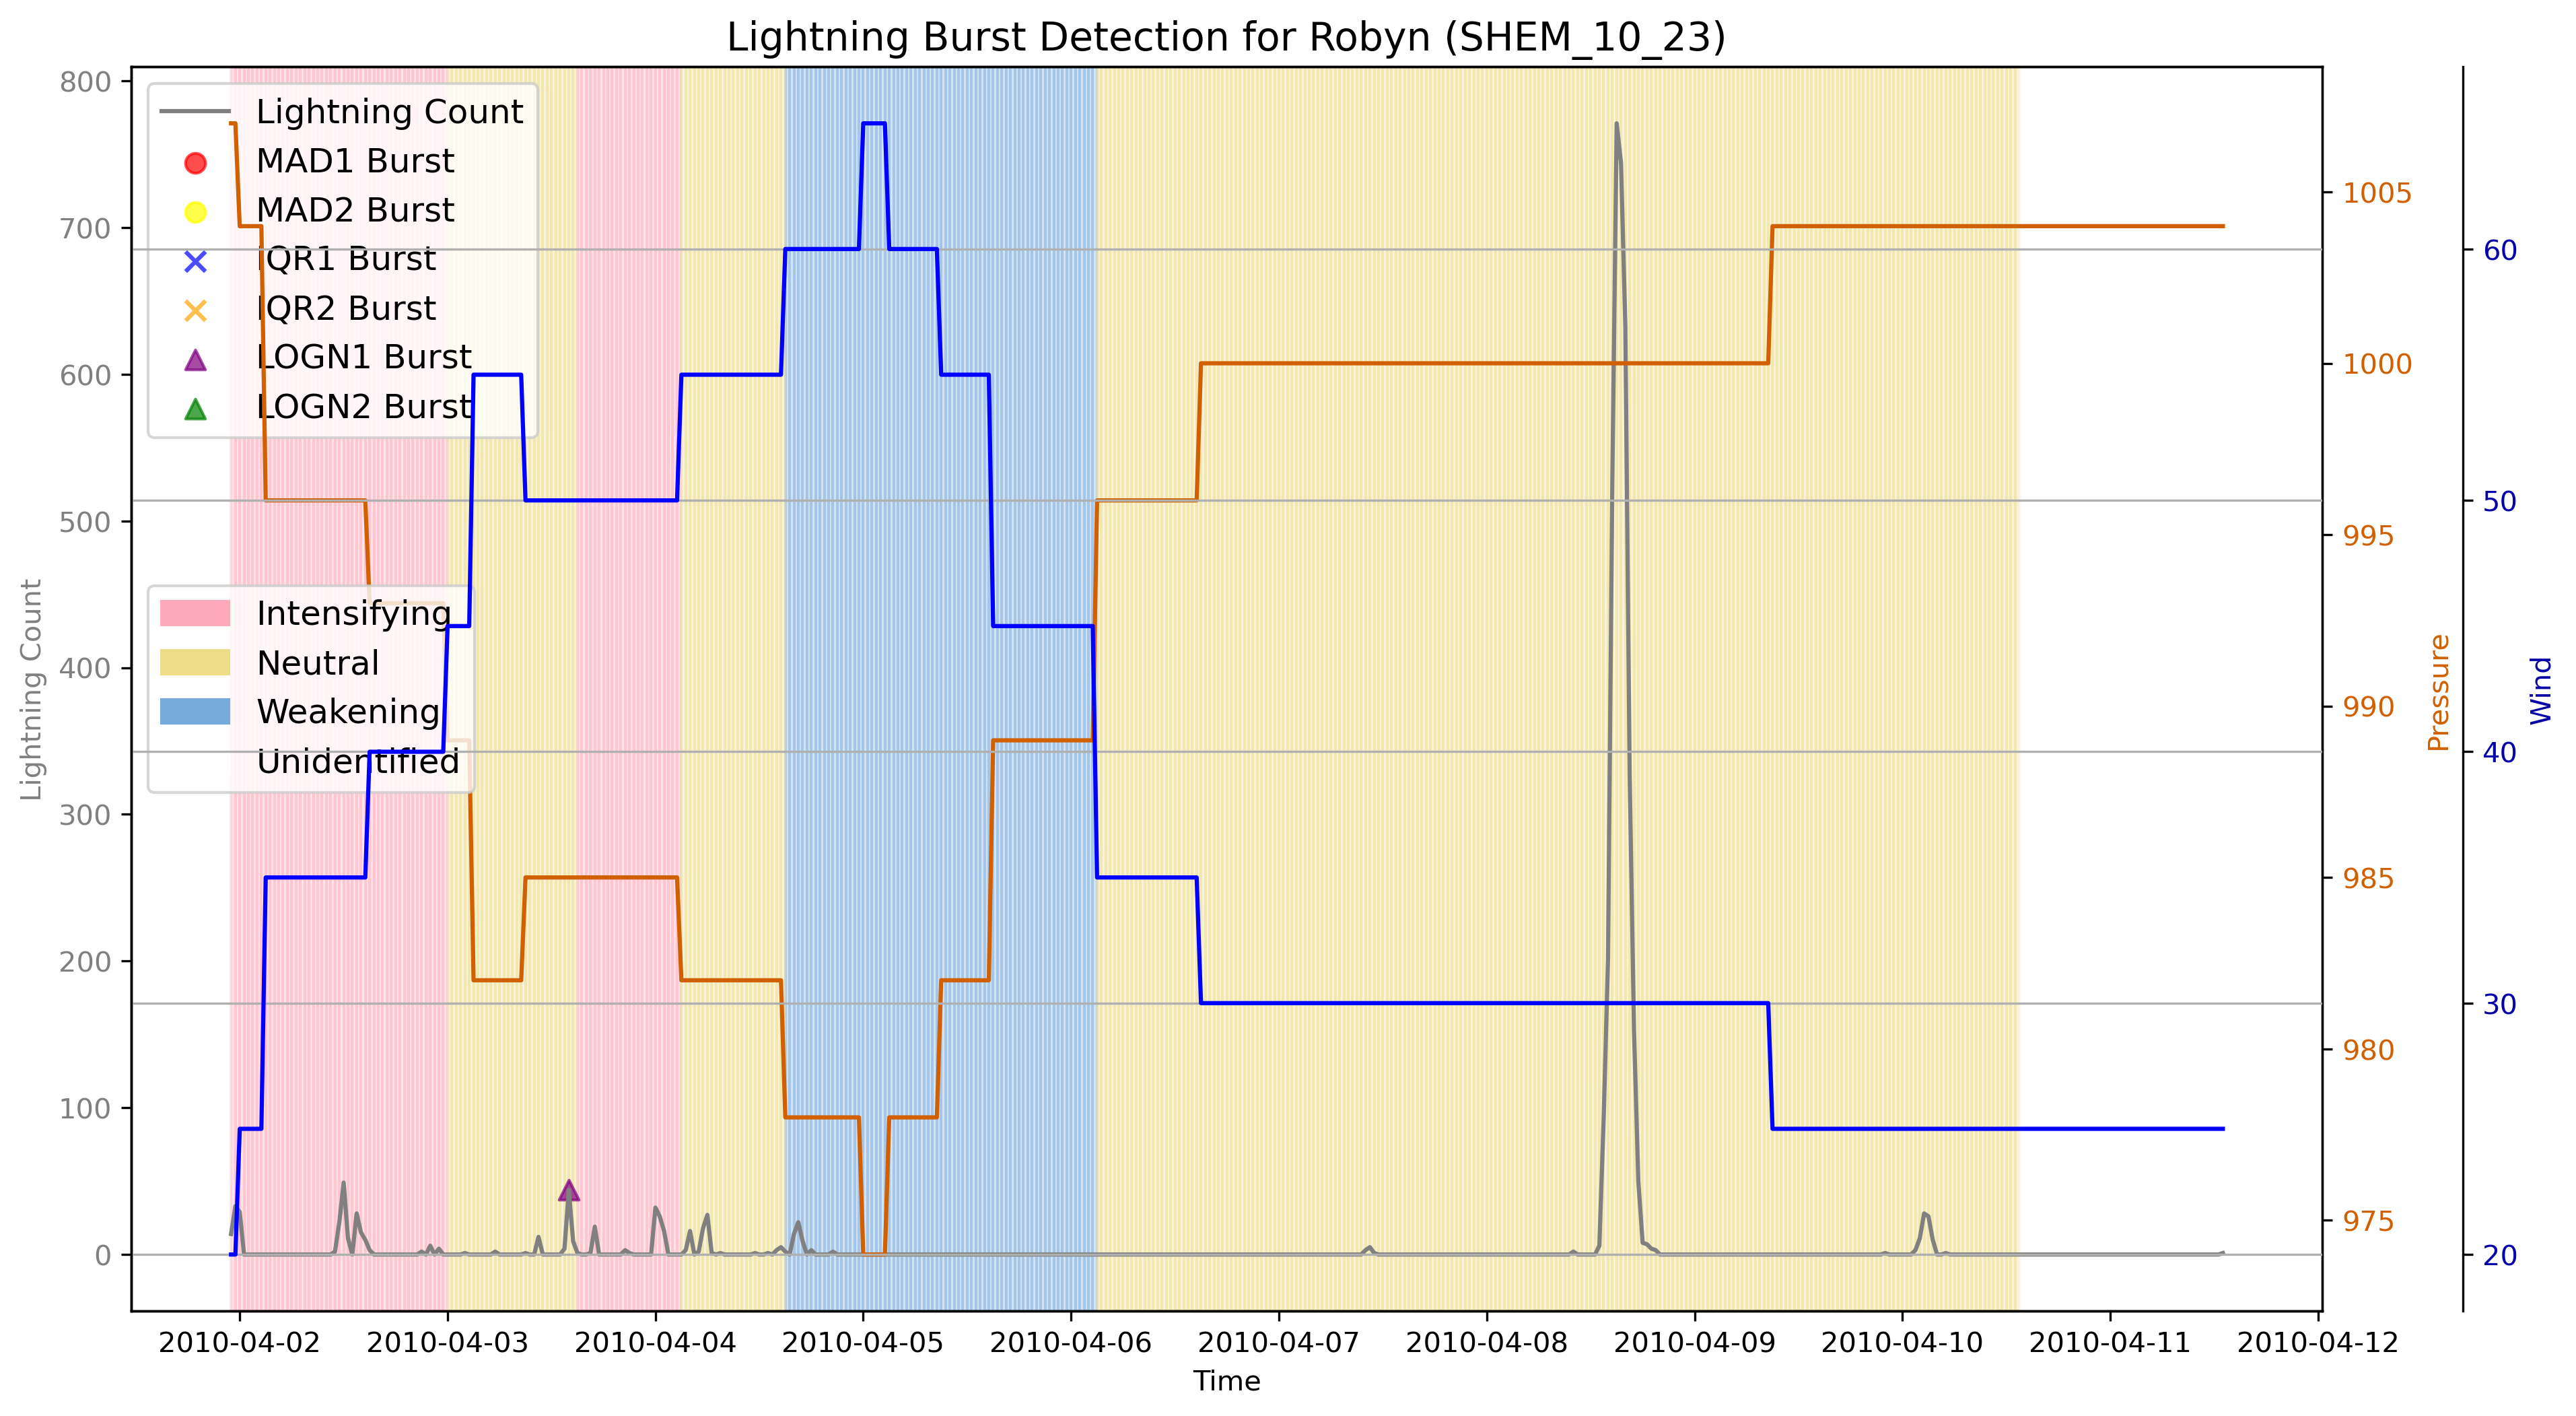 Lightning Burst Detection for Robyn (SHEM_10_23)
Lightning Count
MAD1 Burst
MAD2 Burst
IQR1 Burst
IQR2 Burst
LOGN1 Burst
LOGN2 Burst
Intensifying
Neutral
Weakening
Unidentified
800
700
600
500
400
300
200
100
0
Lightning Count
1005
1000
995
990
985
980
975
Pressure
60
50
40
30
20
Wind
2010-04-02
2010-04-03
2010-04-04
2010-04-05
2010-04-06
2010-04-07
2010-04-08
2010-04-09
2010-04-10
2010-04-11
2010-04-12
Time